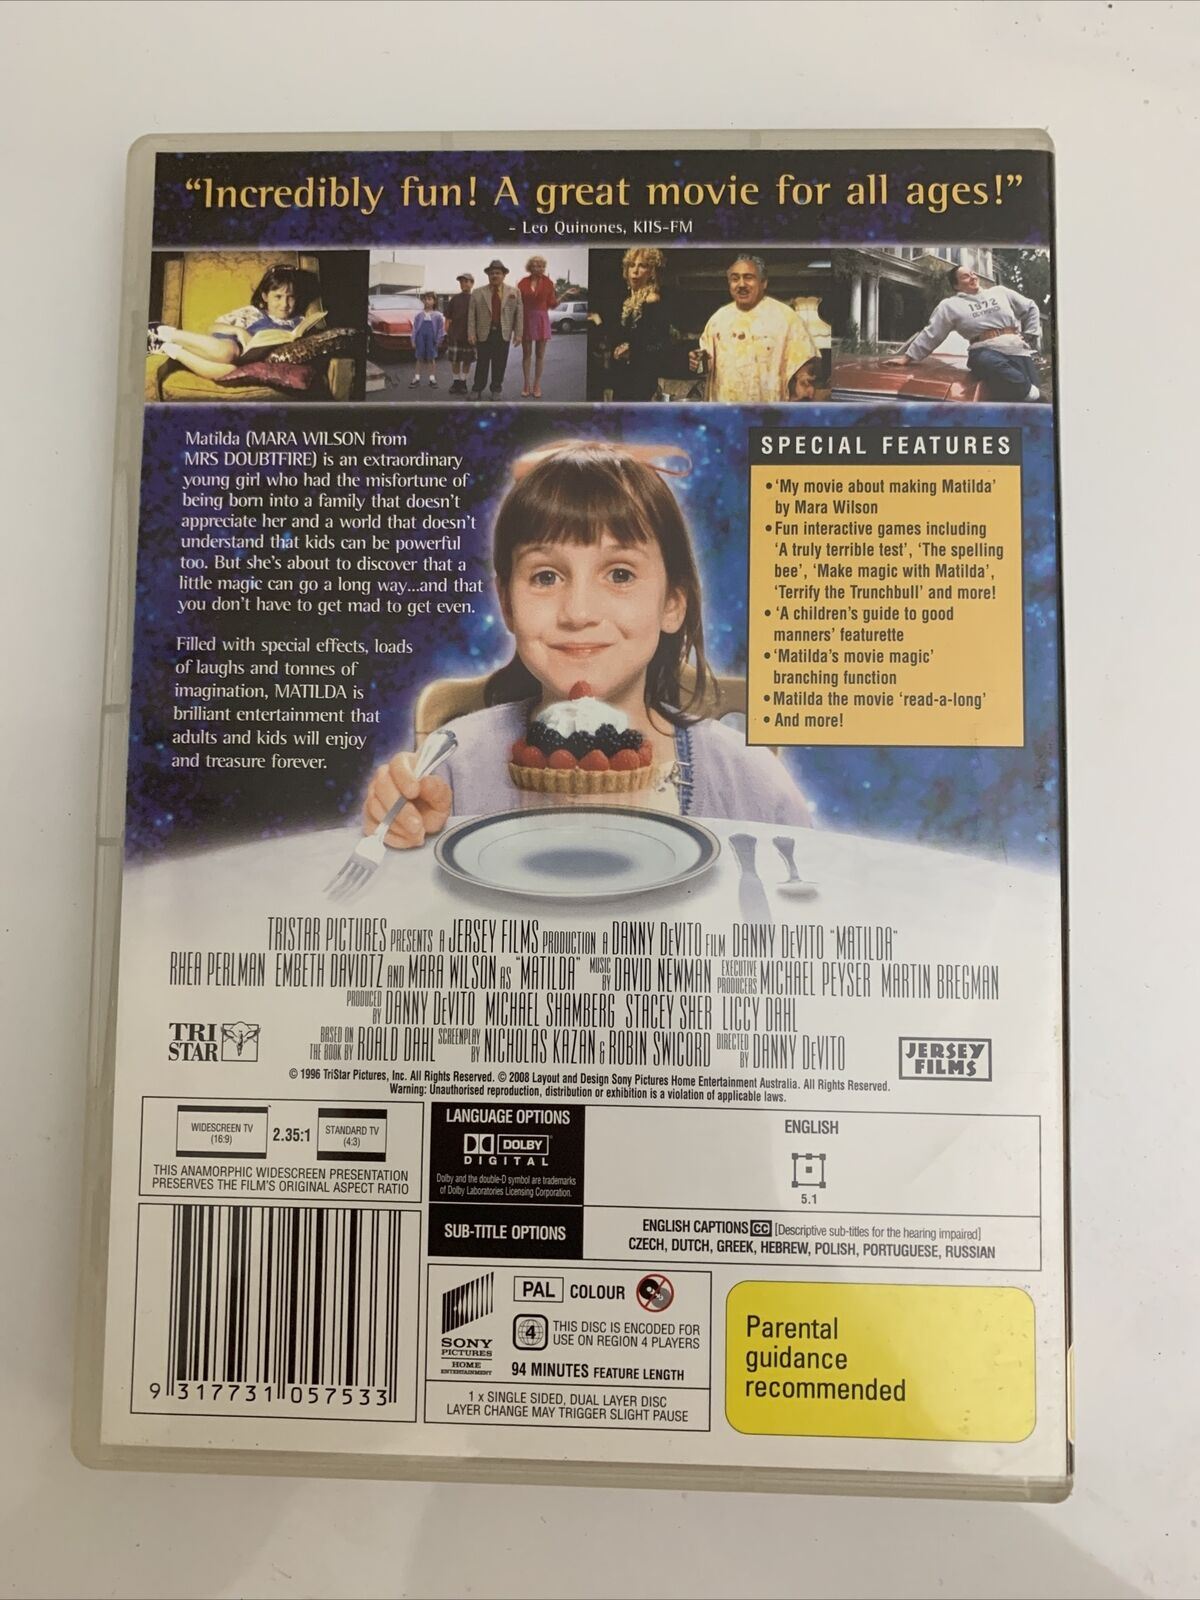 “Incredibly fun! A great movie for all ages!”
- Leo Quinones, KIIS-FM
1972
OLYMPICS
Matilda (MARA WILSON from
MRS DOUBTFIRE) is an extraordinary
young girl who had the misfortune of
being born into a family that doesn't
appreciate her and a world that doesn't
understand that kids can be powerful
too. But she's about to discover that a
little magic can go a long way...and that
you don't have to get mad to get even.
Filled with special effects, loads
of laughs and tonnes of
imagination, MATILDA is
brilliant entertainment that
adults and kids will enjoy
and treasure forever.
SPECIAL FEATURES
• ‘My movie about making Matilda’
by Mara Wilson
• Fun interactive games including
‘A truly terrible test’, ‘The spelling
bee’, ‘Make magic with Matilda’,
‘Terrify the Trunchbull’ and more!
• ‘A children's guide to good
manners’ featurette
• ‘Matilda's movie magic’
branching function
• Matilda the movie ‘read-a-long’
• And more!
TRISTAR PICTURES PRESENTS A JERSEY FILMS PRODUCTION A DANNY DeVITO FILM DANNY DeVITO “MATILDA”
RHEA PERLMAN EMBETH DAVIDTZ AND MARA WILSON AS “MATILDA” MUSIC BY DAVID NEWMAN EXECUTIVE PRODUCERS MICHAEL PEYSER MARTIN BREGMAN
PRODUCED BY DANNY DeVITO MICHAEL SHAMBERG STACEY SHER LICCY DAHL
BASED ON THE BOOK BY ROALD DAHL SCREENPLAY BY NICHOLAS KAZAN & ROBIN SWICORD DIRECTED BY DANNY DeVITO
TRI
STAR
JERSEY
FILMS
© 1996 TriStar Pictures, Inc. All Rights Reserved. © 2008 Layout and Design Sony Pictures Home Entertainment Australia. All Rights Reserved.
Warning: Unauthorised reproduction, distribution or exhibition is a violation of applicable laws.
WIDESCREEN TV
(16:9)
2.35:1
STANDARD TV
(4:3)
THIS ANAMORPHIC WIDESCREEN PRESENTATION
PRESERVES THE FILM'S ORIGINAL ASPECT RATIO
LANGUAGE OPTIONS
DOLBY
DIGITAL
Dolby and the double-D symbol are trademarks
of Dolby Laboratories Licensing Corporation.
ENGLISH
5.1
SUB-TITLE OPTIONS
ENGLISH CAPTIONS CC [Descriptive sub-titles for the hearing impaired]
CZECH, DUTCH, GREEK, HEBREW, POLISH, PORTUGUESE, RUSSIAN
9 317731 057533
SONY
PICTURES
HOME
ENTERTAINMENT
PAL COLOUR
4
THIS DISC IS ENCODED FOR
USE ON REGION 4 PLAYERS
94 MINUTES FEATURE LENGTH
1 x SINGLE SIDED, DUAL LAYER DISC
LAYER CHANGE MAY TRIGGER SLIGHT PAUSE
Parental
guidance
recommended